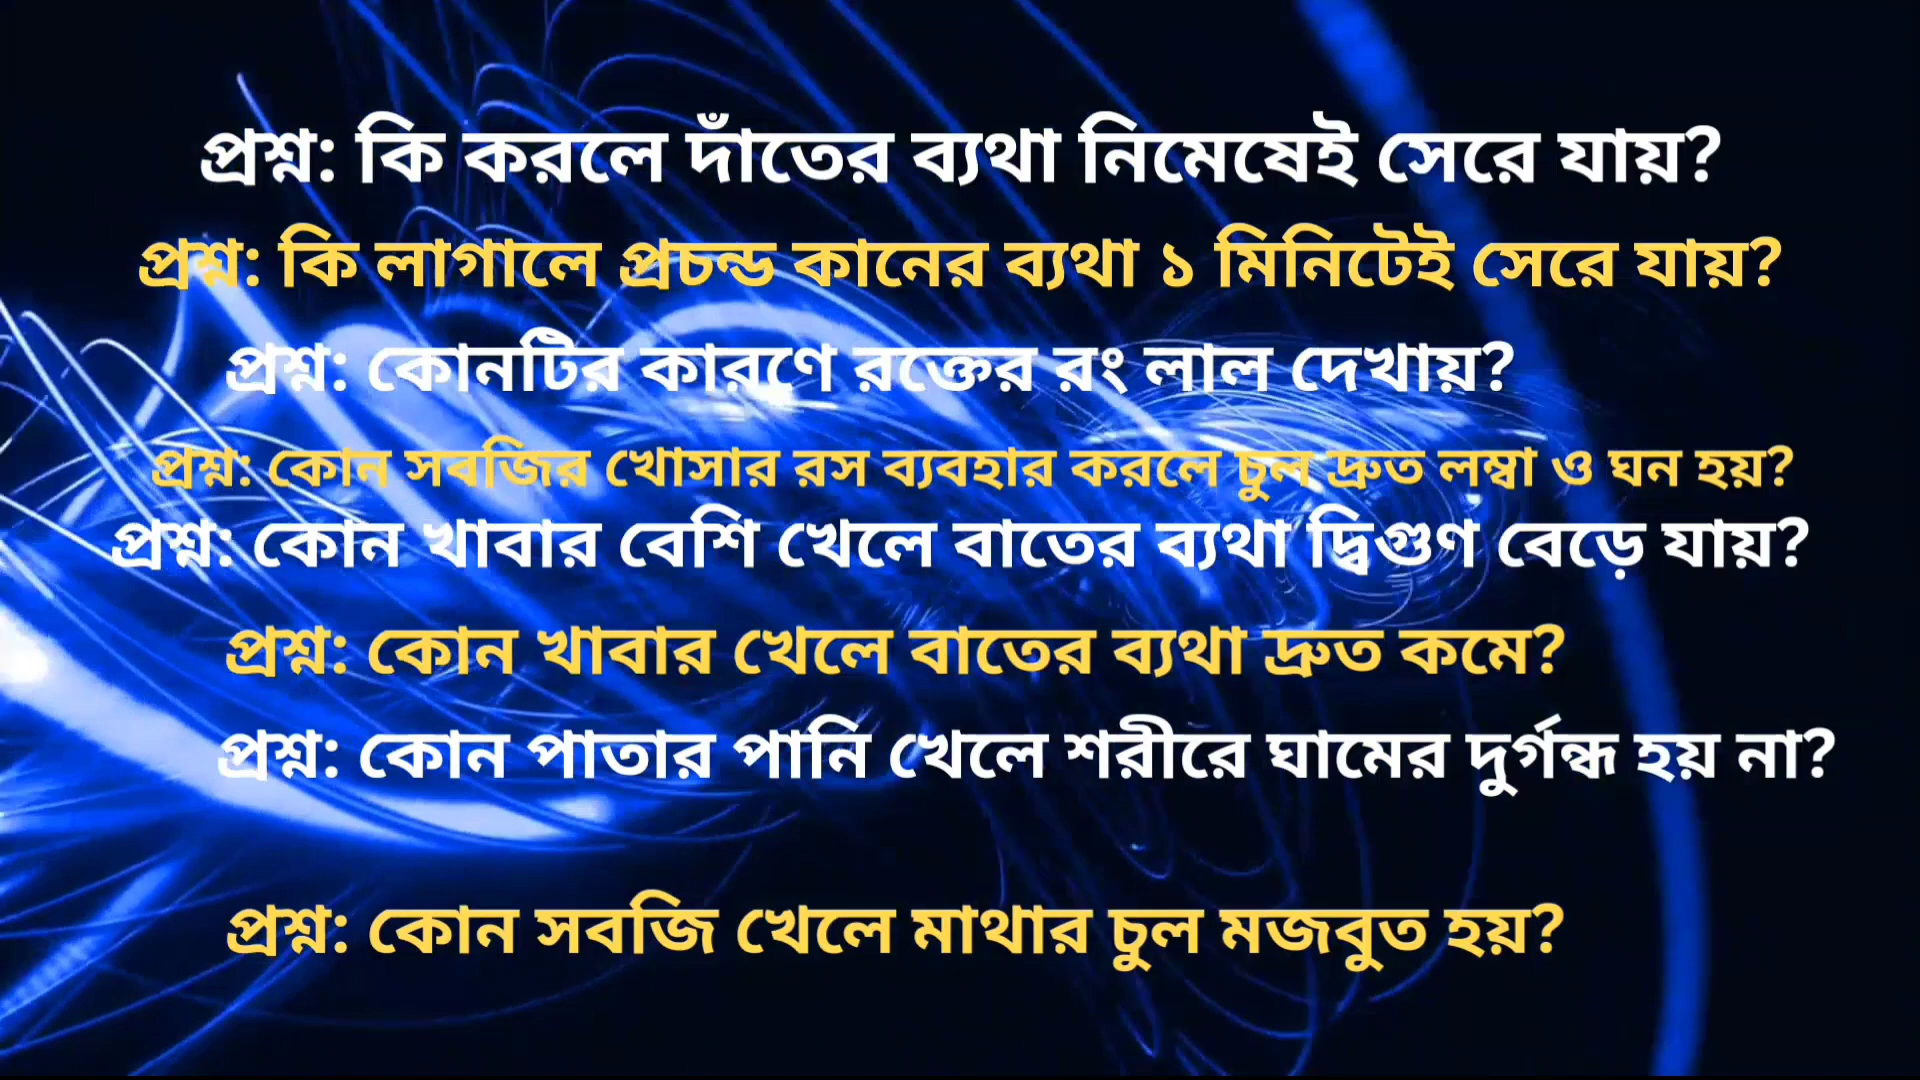 প্রশ্ন: কি করলে দাঁতের ব্যথা নিমেষেই সেরে যায়?
প্রশ্ন: কি লাগালে প্রচন্ড কানের ব্যথা ১ মিনিটেই সেরে যায়?
প্রশ্ন: কোনটির কারণে রক্তের রং লাল দেখায়?
প্রশ্ন: কোন সবজির খোসার রস ব্যবহার করলে চুল দ্রুত লম্বা ও ঘন হয়?
প্রশ্ন: কোন খাবার বেশি খেলে বাতের ব্যথা দ্বিগুণ বেড়ে যায়?
প্রশ্ন: কোন খাবার খেলে বাতের ব্যথা দ্রুত কমে?
প্রশ্ন: কোন পাতার পানি খেলে শরীরে ঘামের দুর্গন্ধ হয় না?
প্রশ্ন: কোন সবজি খেলে মাথার চুল মজবুত হয়?